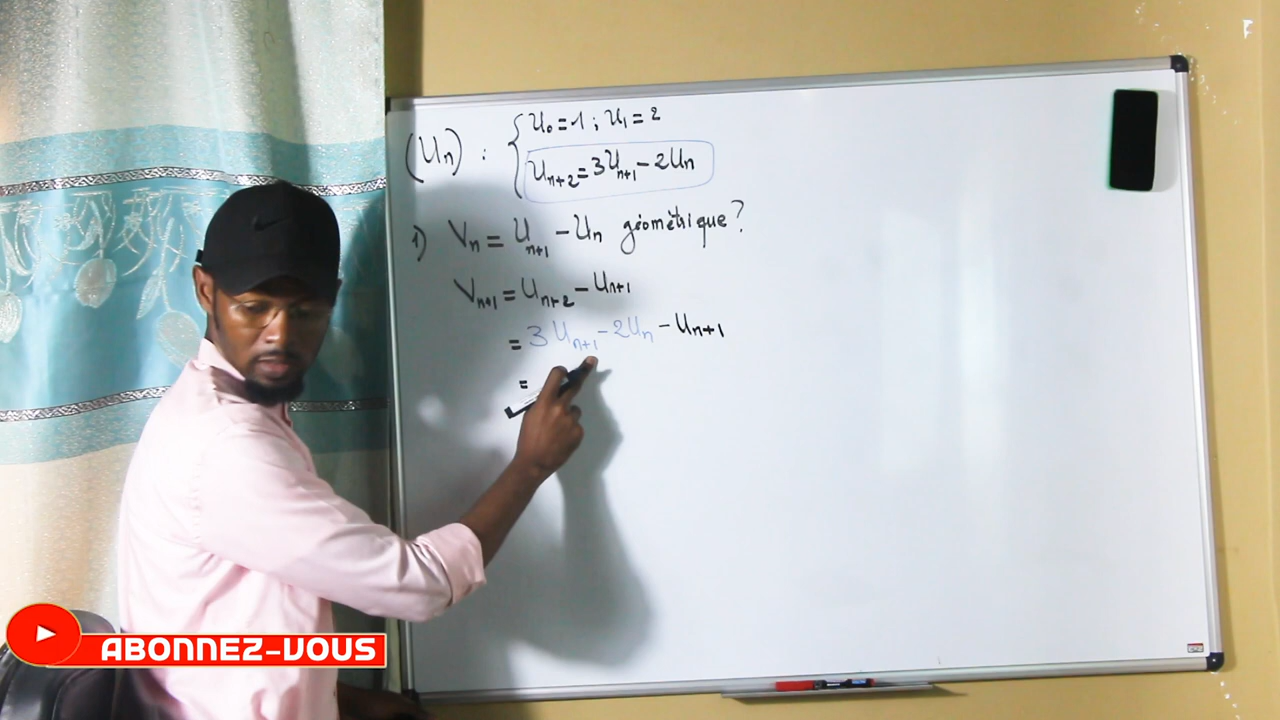 (Un) : { U0 = 1 ; U1 = 2
Un+2 = 3Un+1 - 2Un
1) Vn = Un+1 - Un géométrique ?
Vn+1 = Un+2 - Un+1
= 3Un+1 - 2Un - Un+1
=
ABONNEZ-VOUS